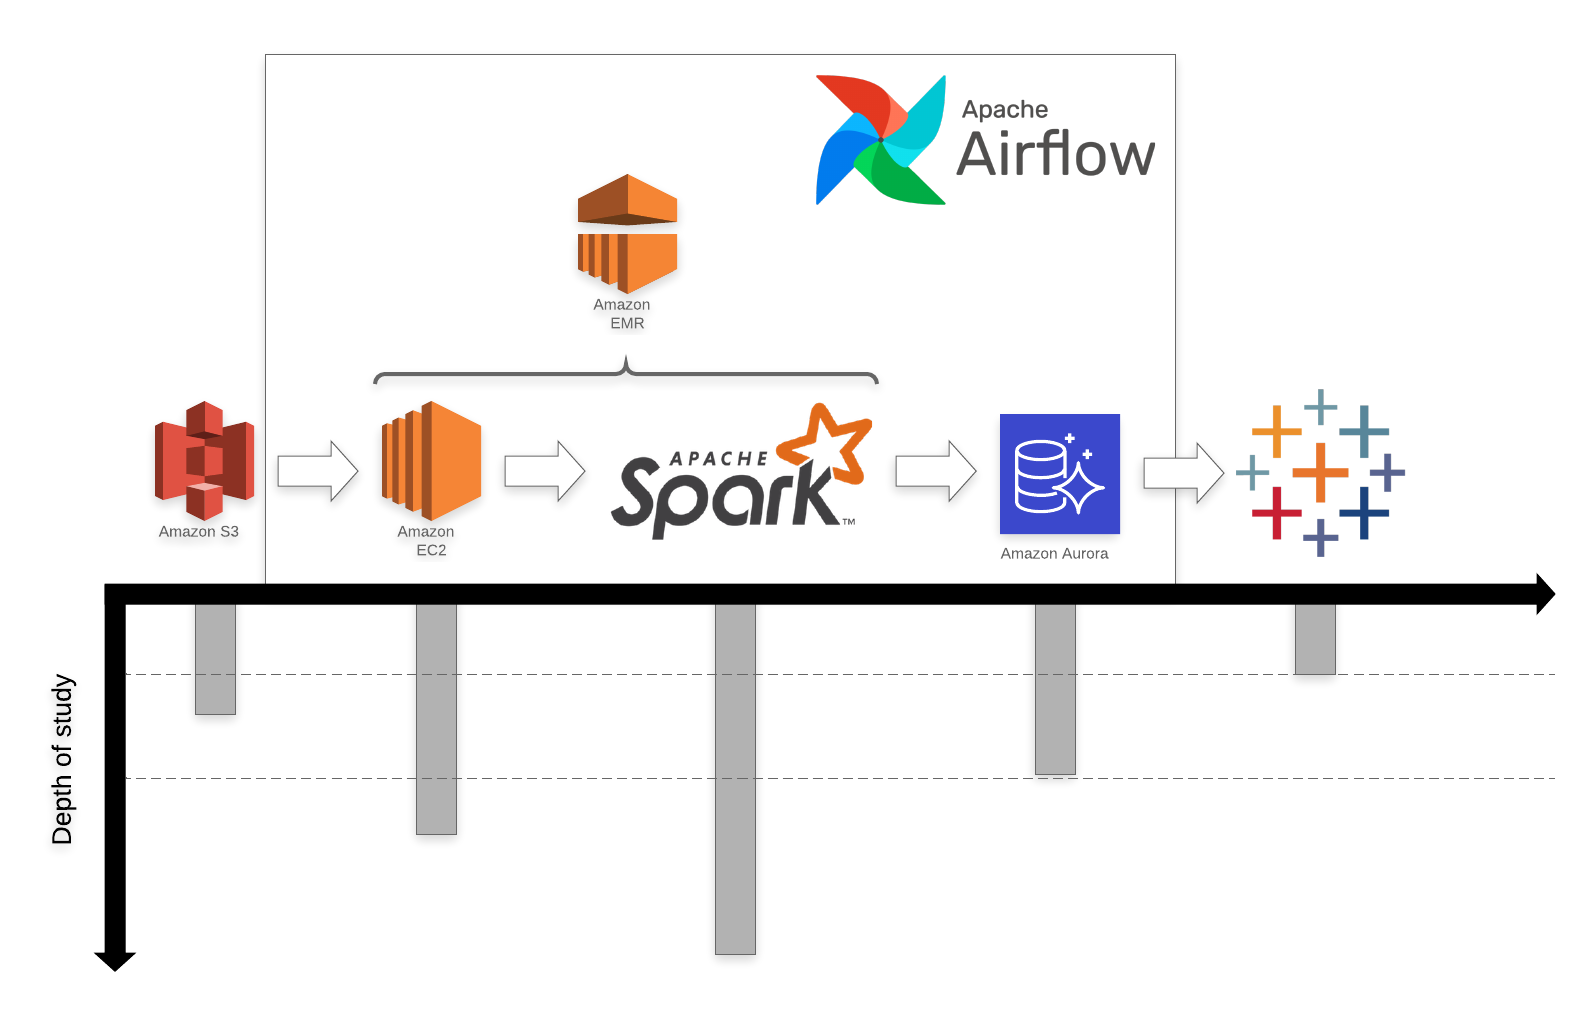 Apache
Airflow
Amazon
EMR
APACHE
Spark™
Amazon S3
Amazon
EC2
Amazon Aurora
Depth of study